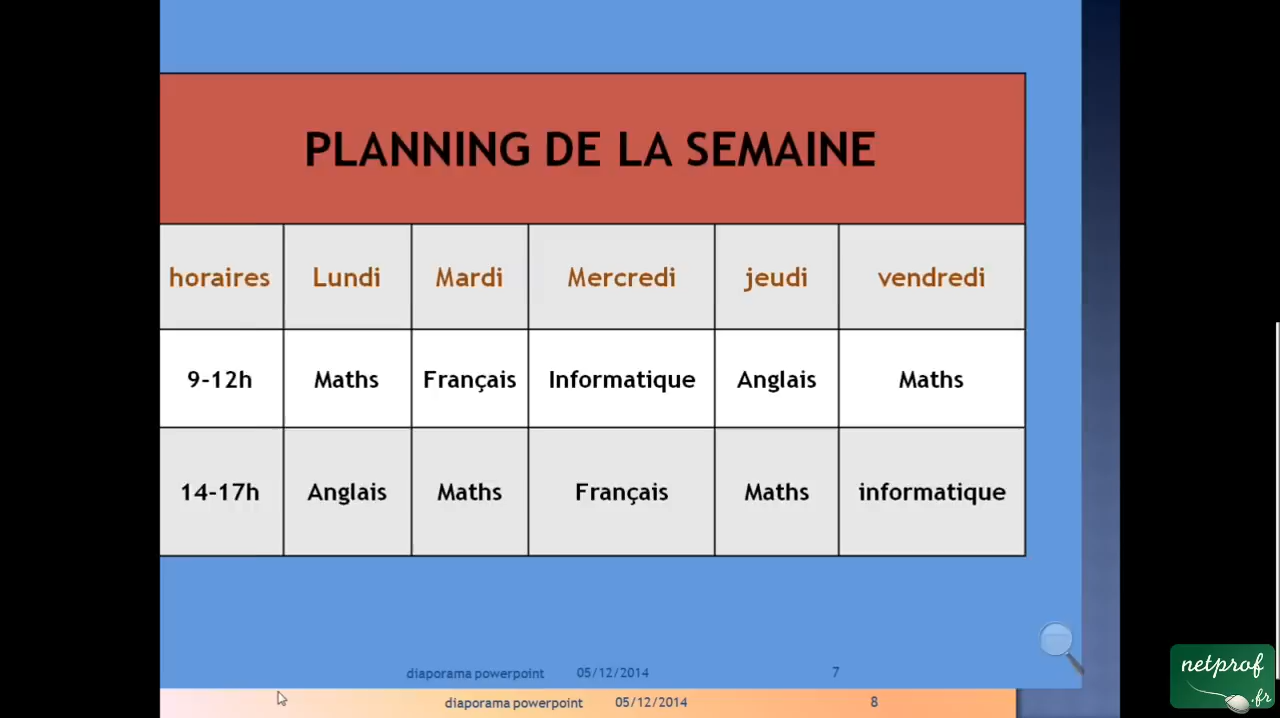 PLANNING DE LA SEMAINE
horaires Lundi Mardi Mercredi jeudi vendredi
9-12h Maths Français Informatique Anglais Maths
14-17h Anglais Maths Français Maths informatique
diaporama powerpoint 05/12/2014 7
diaporama powerpoint 05/12/2014 8
netprof
.fr